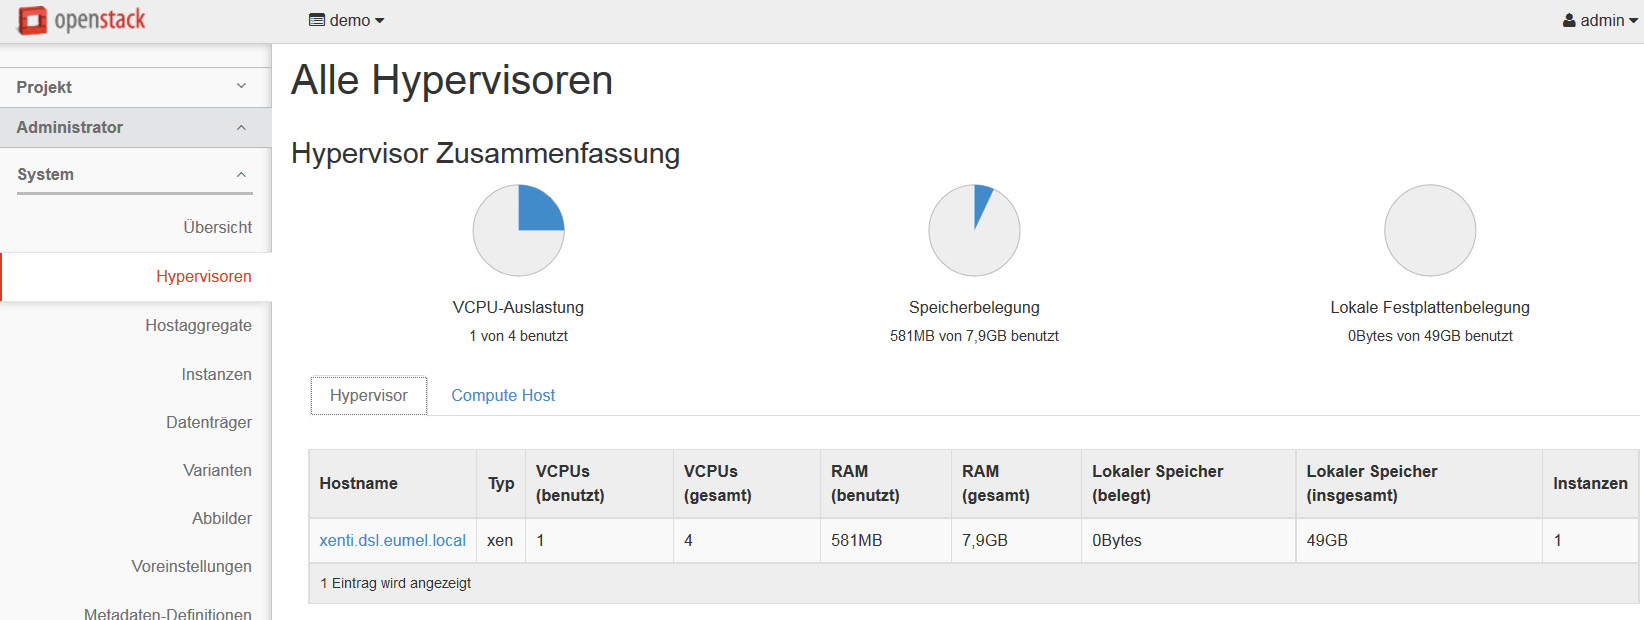 openstack
demo
admin
Projekt
Administrator
System
Übersicht
Hypervisoren
Hostaggregate
Instanzen
Datenträger
Varianten
Abbilder
Voreinstellungen
Metadaten-Definitionen
Alle Hypervisoren
Hypervisor Zusammenfassung
VCPU-Auslastung
1 von 4 benutzt
Speicherbelegung
581MB von 7,9GB benutzt
Lokale Festplattenbelegung
0Bytes von 49GB benutzt
Hypervisor Compute Host
Hostname Typ VCPUs (benutzt) VCPUs (gesamt) RAM (benutzt) RAM (gesamt) Lokaler Speicher (belegt) Lokaler Speicher (insgesamt) Instanzen
xenti.dsl.eumel.local xen 1 4 581MB 7,9GB 0Bytes 49GB 1
1 Eintrag wird angezeigt